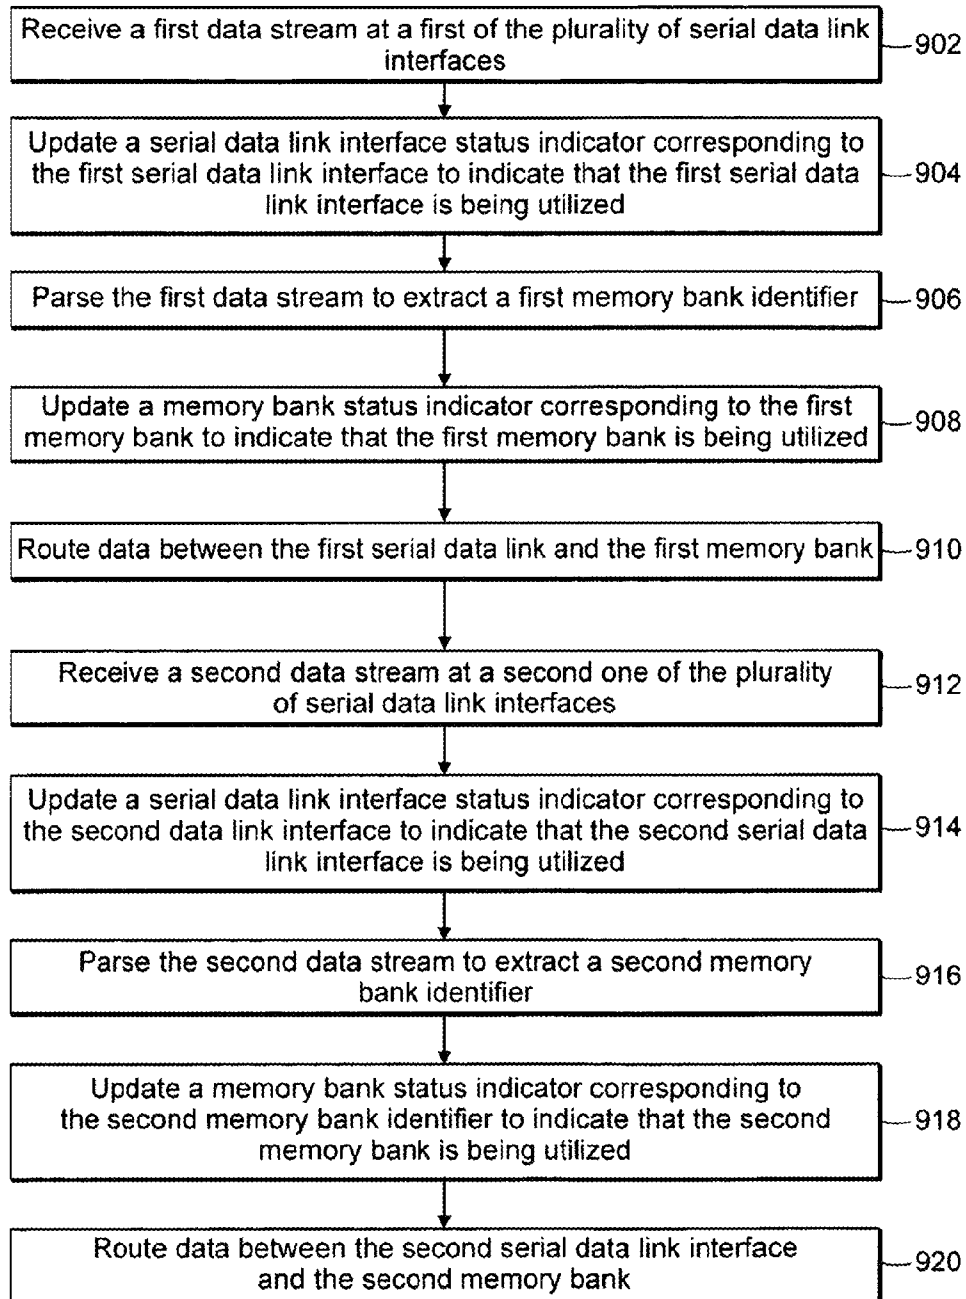 Receive a first data stream at a first of the plurality of serial data link
interfaces
902
Update a serial data link interface status indicator corresponding to
the first serial data link interface to indicate that the first serial data
link interface is being utilized
904
Parse the first data stream to extract a first memory bank identifier
906
Update a memory bank status indicator corresponding to the first
memory bank to indicate that the first memory bank is being utilized
908
Route data between the first serial data link and the first memory bank
910
Receive a second data stream at a second one of the plurality
of serial data link interfaces
912
Update a serial data link interface status indicator corresponding to
the second data link interface to indicate that the second serial data
link interface is being utilized
914
Parse the second data stream to extract a second memory
bank identifier
916
Update a memory bank status indicator corresponding to
the second memory bank identifier to indicate that the second
memory bank is being utilized
918
Route data between the second serial data link interface
and the second memory bank
920